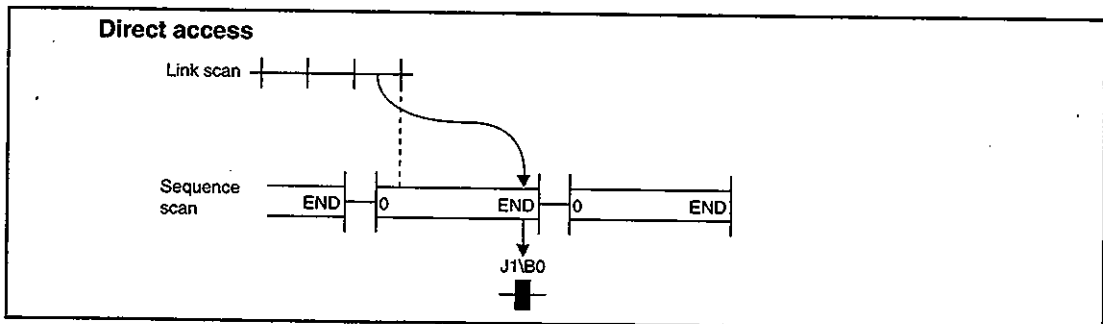 Direct access
Link scan
Sequence
scan
END 0 END 0 END
J1\B0